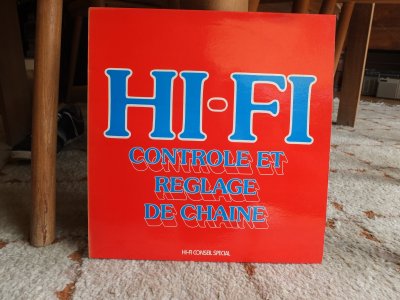 HI-FI
CONTROLE ET
REGLAGE
DE CHAINE
HI-FI CONSEIL SPECIAL